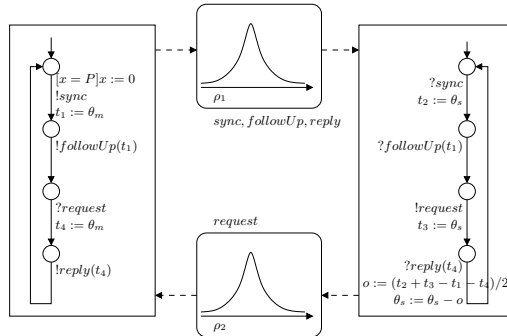 [x = P]x := 0
!sync
t₁ := θₘ
!followUp(t₁)
?request
t₄ := θₘ
!reply(t₄)
ρ₁
sync, followUp, reply
request
ρ₂
?sync
t₂ := θₛ
?followUp(t₁)
!request
t₃ := θₛ
?reply(t₄)
o := (t₂ + t₃ − t₁ − t₄)/2
θₛ := θₛ − o